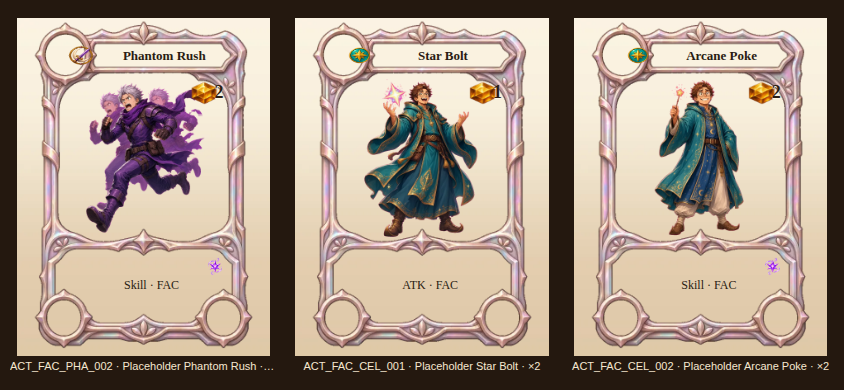 Phantom Rush
2
Skill · FAC
ACT_FAC_PHA_002 · Placeholder Phantom Rush ·…
Star Bolt
1
ATK · FAC
ACT_FAC_CEL_001 · Placeholder Star Bolt · ×2
Arcane Poke
2
Skill · FAC
ACT_FAC_CEL_002 · Placeholder Arcane Poke · ×2